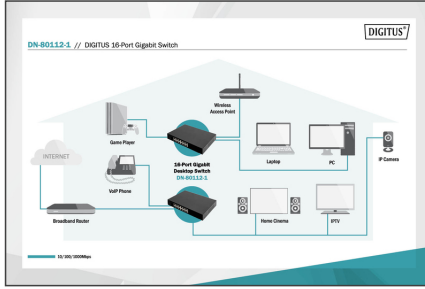 DIGITUS®
DN-80112-1 // DIGITUS 16-Port Gigabit Switch
Wireless
Access Point
Game Player
INTERNET
16-Port Gigabit
Desktop Switch
DN-80112-1
Laptop
PC
IP Camera
VoIP Phone
Broadband Router
Home Cinema
IPTV
10/100/1000Mbps